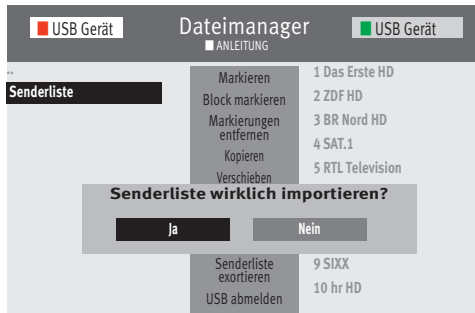 USB Gerät
Dateimanager
USB Gerät
ANLEITUNG
..
Senderliste
Markieren
Block markieren
Markierungen
entfernen
Kopieren
Verschieben
1 Das Erste HD
2 ZDF HD
3 BR Nord HD
4 SAT.1
5 RTL Television
Senderliste wirklich importieren?
Ja
Nein
Senderliste
exortieren
USB abmelden
9 SIXX
10 hr HD